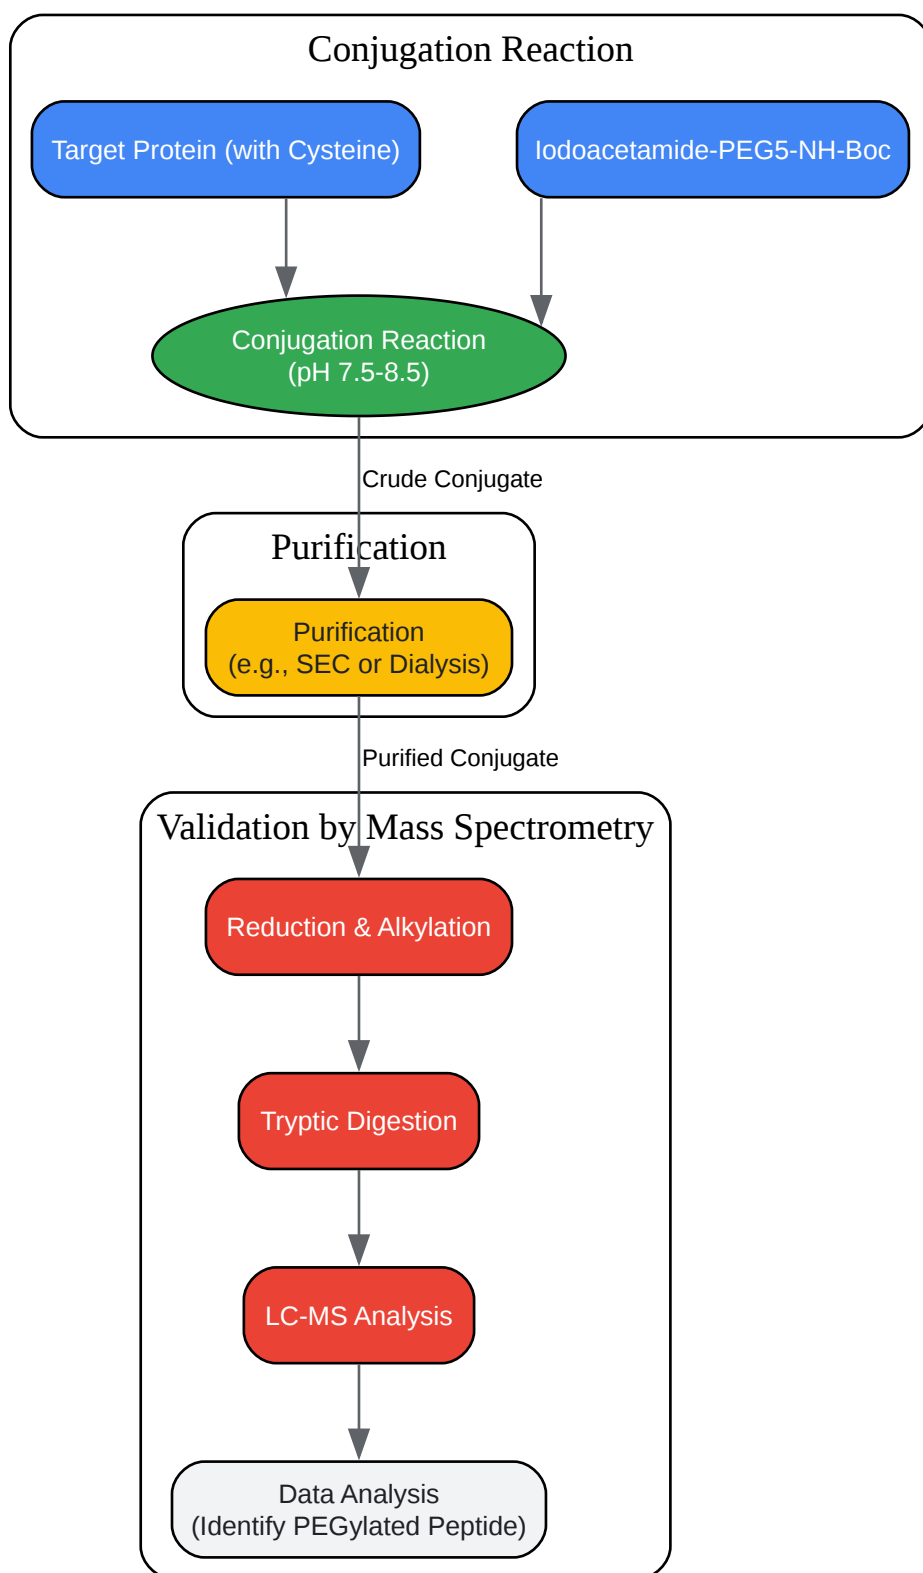 Conjugation Reaction
Target Protein (with Cysteine)
Iodoacetamide-PEG5-NH-Boc
Conjugation Reaction
(pH 7.5-8.5)
Crude Conjugate
Purification
Purification
(e.g., SEC or Dialysis)
Purified Conjugate
Validation by Mass Spectrometry
Reduction & Alkylation
Tryptic Digestion
LC-MS Analysis
Data Analysis
(Identify PEGylated Peptide)